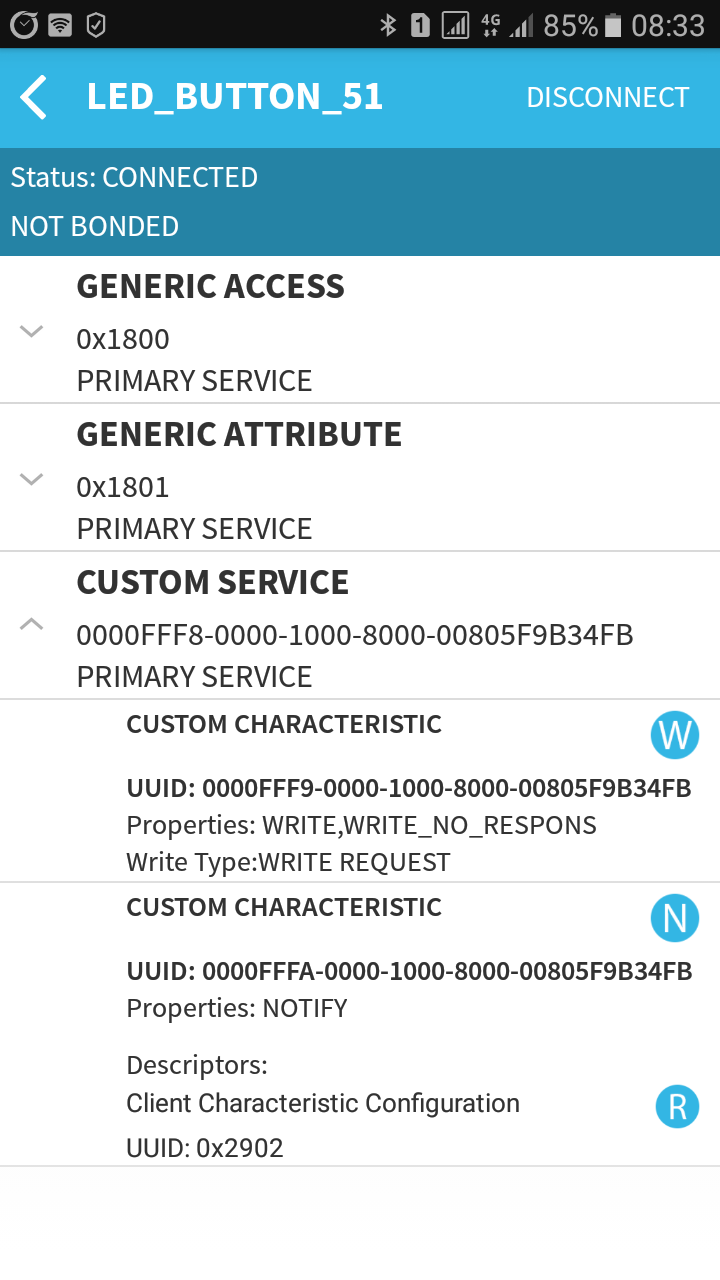 1 4G 85% 08:33
LED_BUTTON_51 DISCONNECT
Status: CONNECTED
NOT BONDED
GENERIC ACCESS
0x1800
PRIMARY SERVICE
GENERIC ATTRIBUTE
0x1801
PRIMARY SERVICE
CUSTOM SERVICE
0000FFF8-0000-1000-8000-00805F9B34FB
PRIMARY SERVICE
CUSTOM CHARACTERISTIC W
UUID: 0000FFF9-0000-1000-8000-00805F9B34FB
Properties: WRITE,WRITE_NO_RESPONS
Write Type:WRITE REQUEST
CUSTOM CHARACTERISTIC N
UUID: 0000FFFA-0000-1000-8000-00805F9B34FB
Properties: NOTIFY
Descriptors:
Client Characteristic Configuration R
UUID: 0x2902